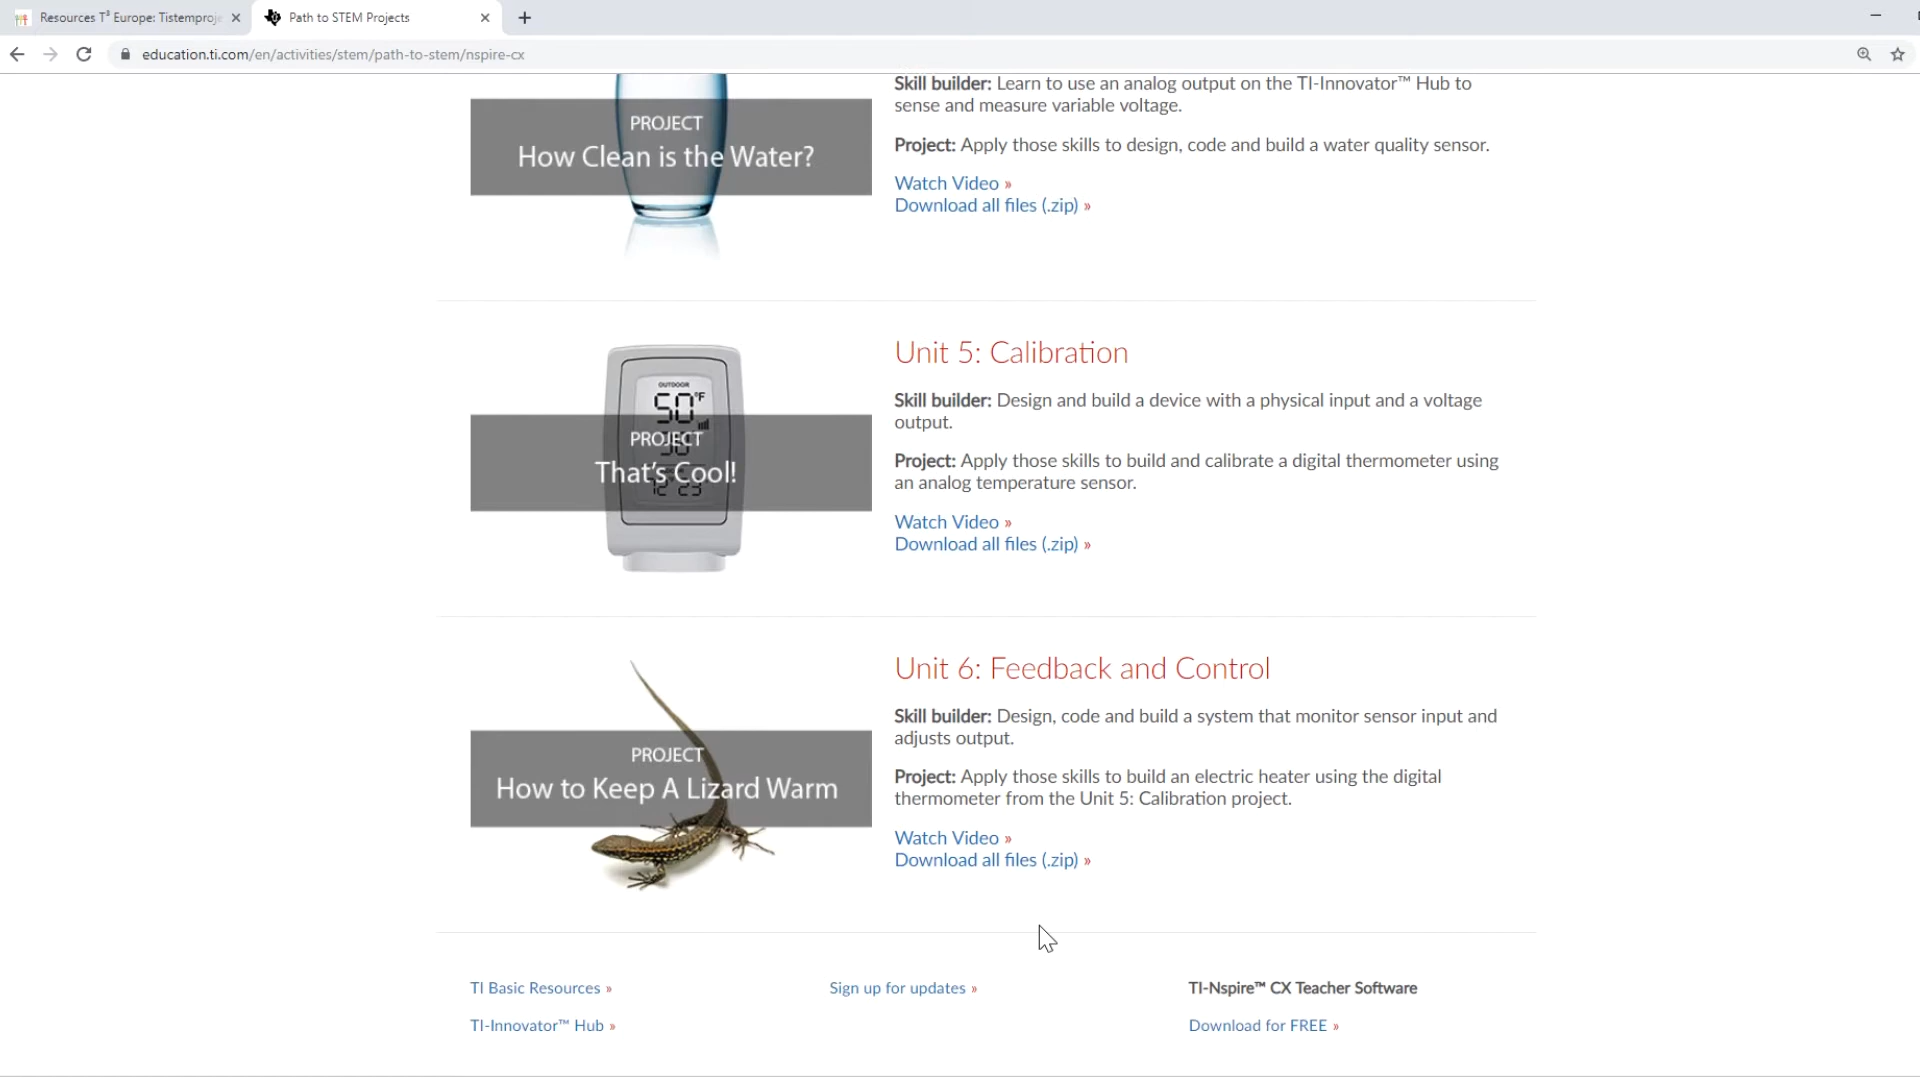 Resources T³ Europe: Tistemproje
Path to STEM Projects
education.ti.com/en/activities/stem/path-to-stem/nspire-cx
PROJECT
How Clean is the Water?
Skill builder: Learn to use an analog output on the TI-Innovator™ Hub to
sense and measure variable voltage.
Project: Apply those skills to design, code and build a water quality sensor.
Watch Video »
Download all files (.zip) »
OUTDOOR
50°F
PROJECT
That's Cool!
Unit 5: Calibration
Skill builder: Design and build a device with a physical input and a voltage
output.
Project: Apply those skills to build and calibrate a digital thermometer using
an analog temperature sensor.
Watch Video »
Download all files (.zip) »
PROJECT
How to Keep A Lizard Warm
Unit 6: Feedback and Control
Skill builder: Design, code and build a system that monitor sensor input and
adjusts output.
Project: Apply those skills to build an electric heater using the digital
thermometer from the Unit 5: Calibration project.
Watch Video »
Download all files (.zip) »
TI Basic Resources »
Sign up for updates »
TI-Nspire™ CX Teacher Software
TI-Innovator™ Hub »
Download for FREE »